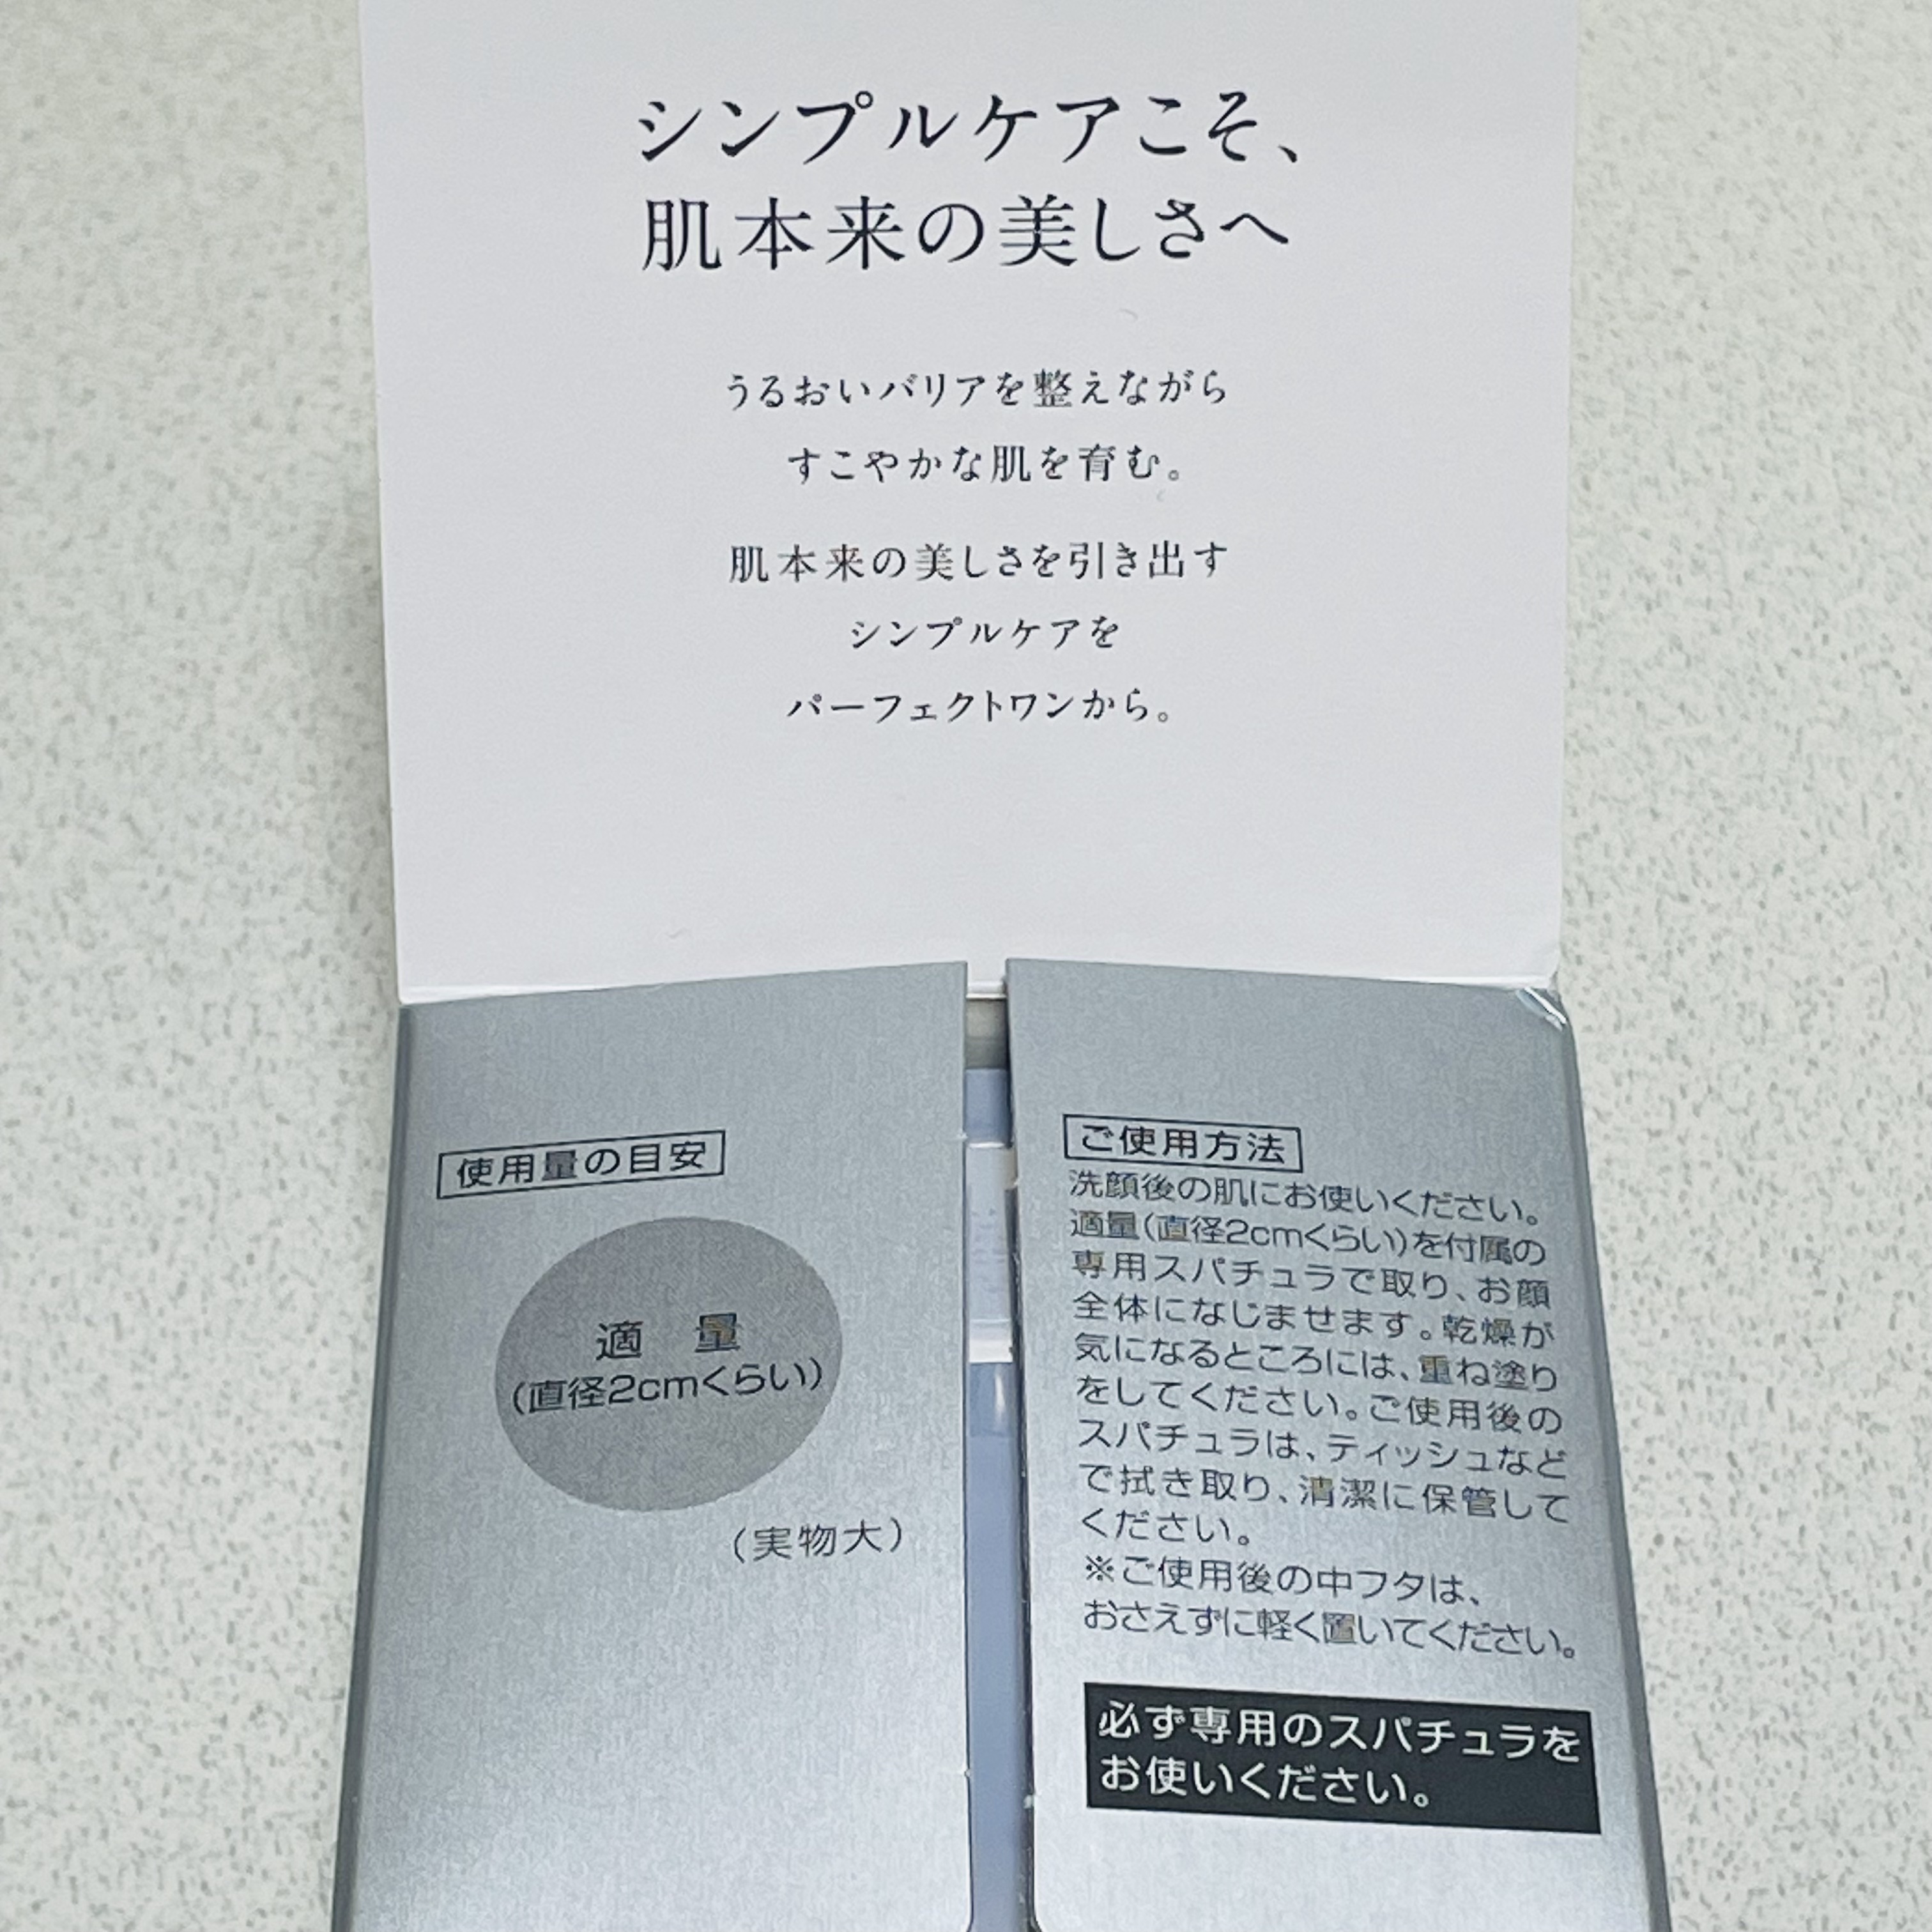 シンプルケアこそ、
肌本来の美しさへ
うるおいバリアを整えながら
すこやかな肌を育む。
肌本来の美しさを引き出す
シンプルケアを
パーフェクトワンから。
使用量の目安
適 量
(直径2cmくらい)
(実物大)
ご使用方法
洗顔後の肌にお使いください。
適量(直径2cmくらい)を付属の
専用スパチュラで取り、お顔
全体になじませます。乾燥が
気になるところには、重ね塗り
をしてください。ご使用後の
スパチュラは、ティッシュなど
で拭き取り、清潔に保管して
ください。
※ご使用後の中フタは、
おさえずに軽く置いてください。
必ず専用のスパチュラを
お使いください。